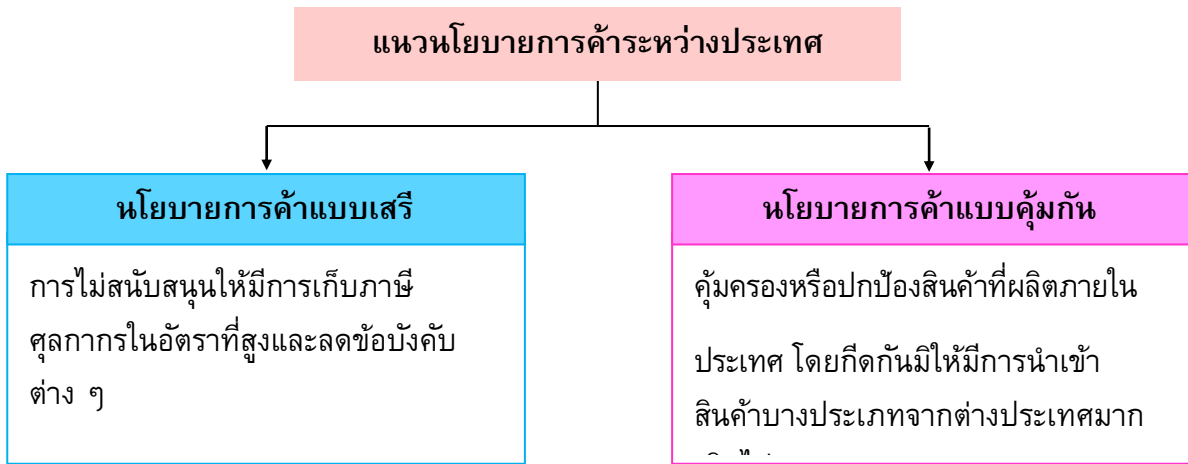 แนวนโยบายการค้าระหว่างประเทศ
นโยบายการค้าแบบเสรี
การไม่สนับสนุนให้มีการเก็บภาษี
ศุลกากรในอัตราที่สูงและลดข้อบังคับ
ต่าง ๆ
นโยบายการค้าแบบคุ้มกัน
คุ้มครองหรือปกป้องสินค้าที่ผลิตภายใน
ประเทศ โดยกีดกันมิให้มีการนำเข้า
สินค้าบางประเภทจากต่างประเทศมาก